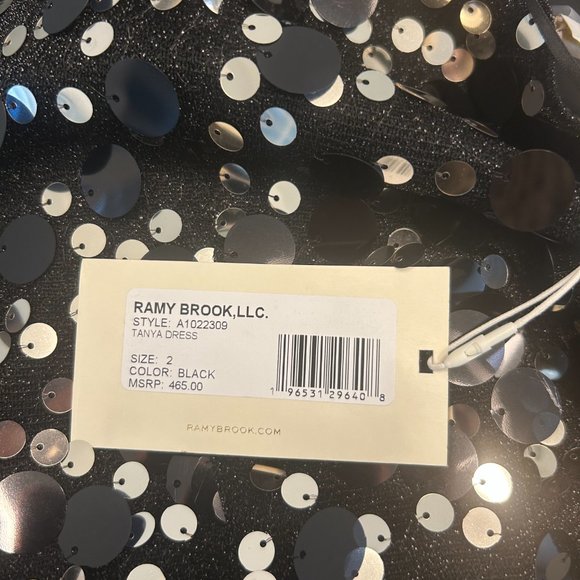 RAMY BROOK,LLC.
STYLE: A1022309
TANYA DRESS
SIZE: 2
COLOR: BLACK
MSRP: 465.00
1 96531 29640 8
RAMYBROOK.COM